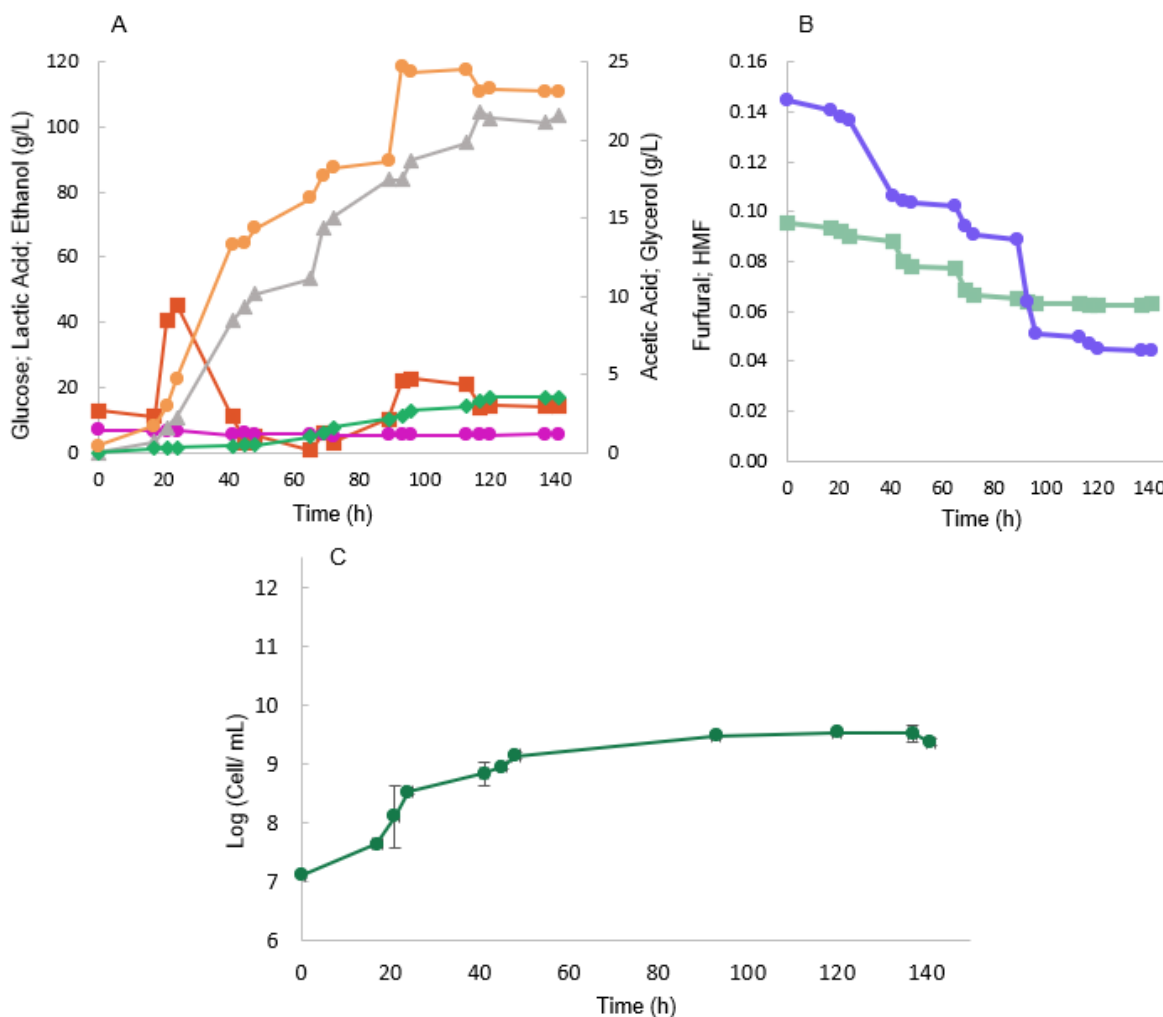 A
Glucose; Lactic Acid; Ethanol (g/L)
120
100
80
60
40
20
0
0 20 40 60 80 100 120 140
Time (h)
25
20
15
10
5
0
Acetic Acid; Glycerol (g/L)
B
Furfural; HMF
0.16
0.14
0.12
0.10
0.08
0.06
0.04
0.02
0.00
0 20 40 60 80 100 120 140
Time (h)
C
Log (Cell/ mL)
12
11
10
9
8
7
6
0 20 40 60 80 100 120 140
Time (h)